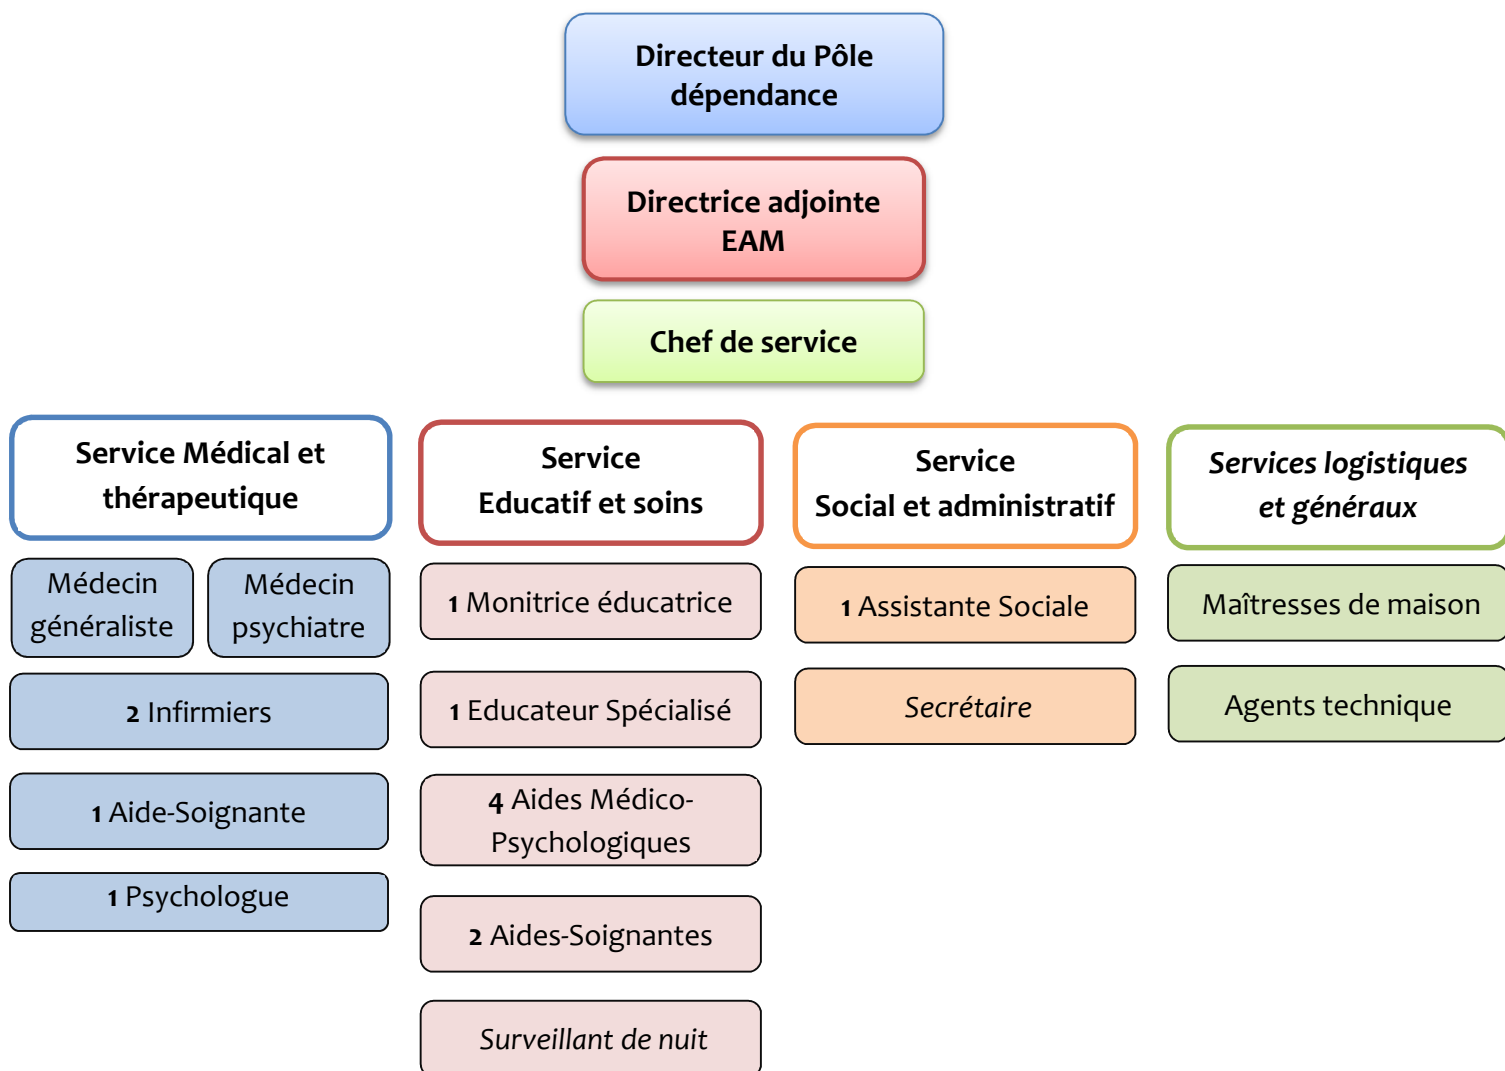 Directeur du Pôle
dépendance
Directrice adjointe
EAM
Chef de service
Service Médical et
thérapeutique
Médecin
généraliste
Médecin
psychiatre
2 Infirmiers
1 Aide-Soignante
1 Psychologue
Service
Educatif et soins
1 Monitrice éducatrice
1 Educateur Spécialisé
4 Aides Médico-
Psychologiques
2 Aides-Soignantes
Surveillant de nuit
Service
Social et administratif
1 Assistante Sociale
Secrétaire
Services logistiques
et généraux
Maîtresses de maison
Agents technique